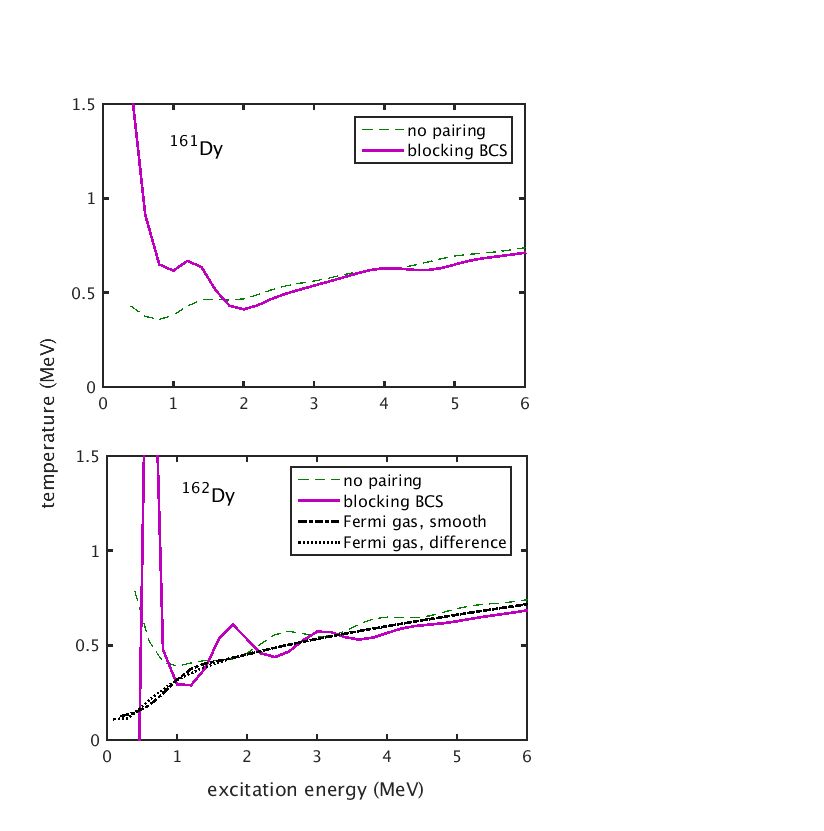 1.5
161Dy
no pairing
blocking BCS
1
0.5
0
0 1 2 3 4 5 6
temperature (MeV)
1.5
162Dy
no pairing
blocking BCS
Fermi gas, smooth
Fermi gas, difference
1
0.5
0
0 1 2 3 4 5 6
excitation energy (MeV)